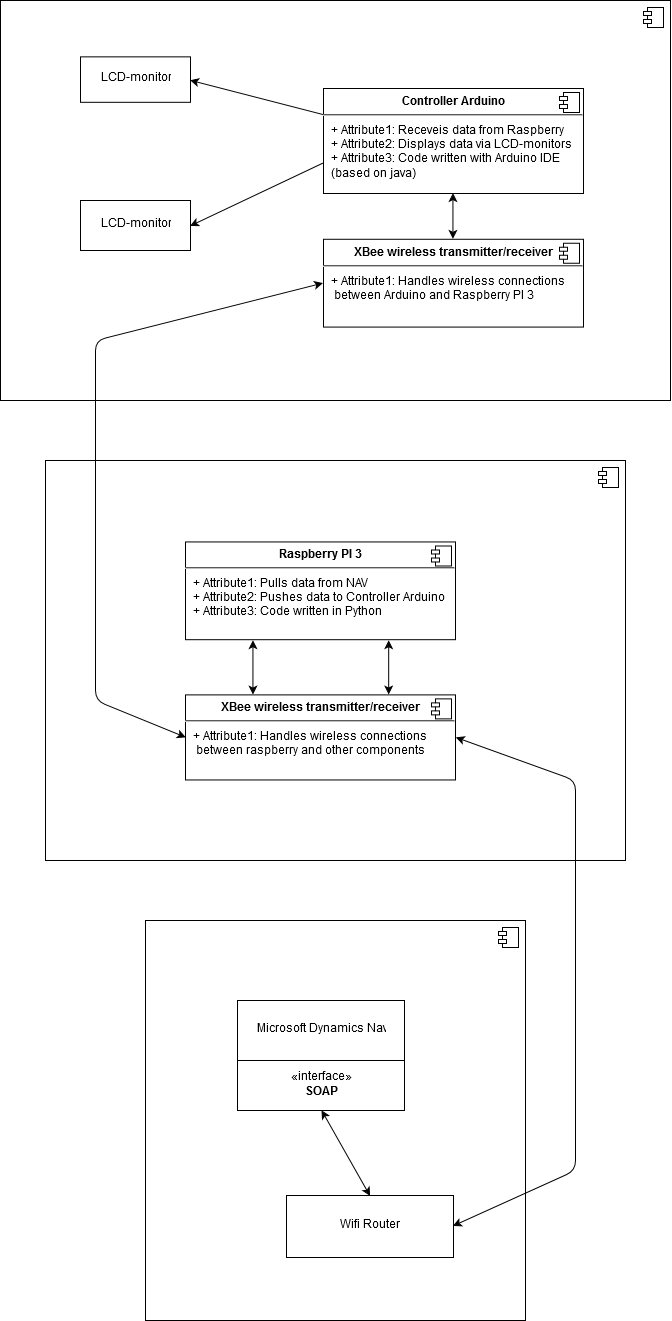 LCD-monitor
Controller Arduino
+ Attribute1: Receveis data from Raspberry
+ Attribute2: Displays data via LCD-monitors
+ Attribute3: Code written with Arduino IDE
(based on java)
LCD-monitor
XBee wireless transmitter/receiver
+ Attribute1: Handles wireless connections
between Arduino and Raspberry PI 3
Raspberry PI 3
+ Attribute1: Pulls data from NAV
+ Attribute2: Pushes data to Controller Arduino
+ Attribute3: Code written in Python
XBee wireless transmitter/receiver
+ Attribute1: Handles wireless connections
between raspberry and other components
Microsoft Dynamics Nav
«interface»
SOAP
Wifi Router